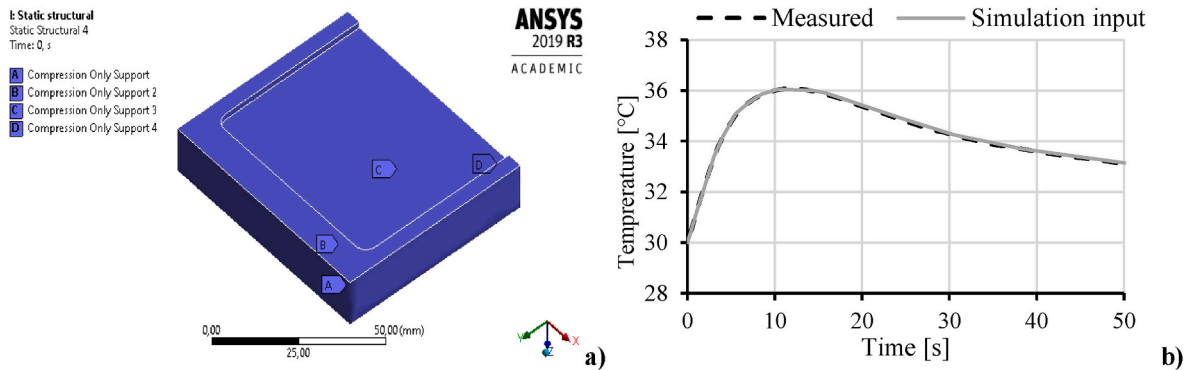 I: Static structural
Static Structural 4
Time: 0, s
A Compression Only Support
B Compression Only Support 2
C Compression Only Support 3
D Compression Only Support 4
ANSYS
2019 R3
ACADEMIC
C
D
B
A
0,00
50,00 (mm)
25,00
Y
X
Z
a)
Measured
Simulation input
Temprerature [°C]
38
36
34
32
30
28
0 10 20 30 40 50
Time [s]
b)